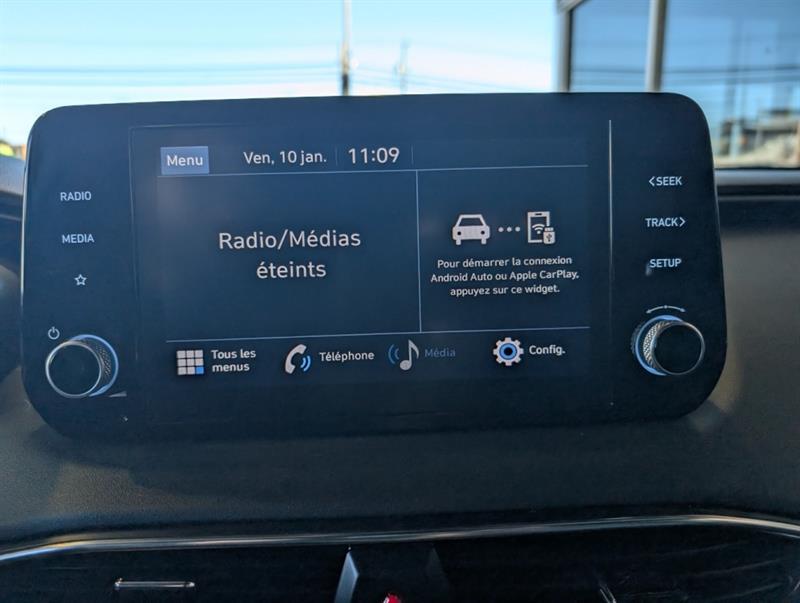 Menu
Ven, 10 jan.
11:09
RADIO
MEDIA
Radio/Médias
éteints
Pour démarrer la connexion
Android Auto ou Apple CarPlay,
appuyez sur ce widget.
<SEEK
TRACK>
SETUP
Tous les
menus
Téléphone
Média
Config.